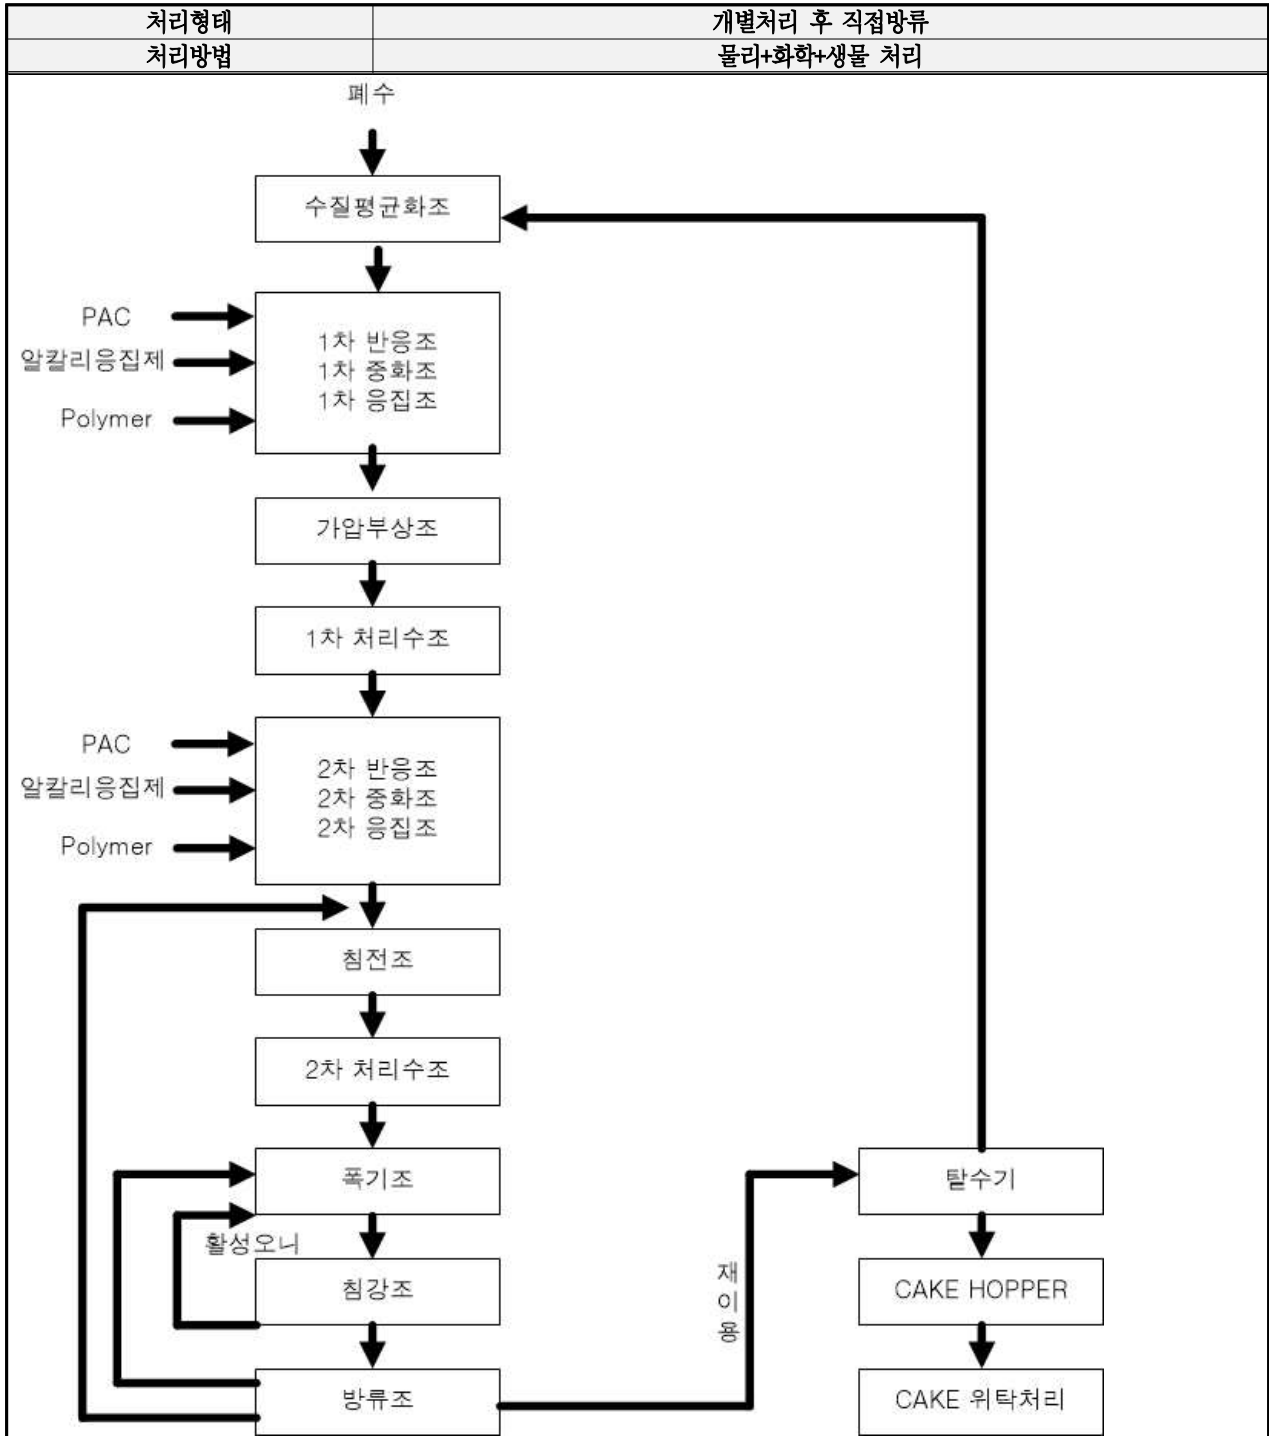 처리형태 개별처리 후 직접방류
처리방법 물리+화학+생물 처리
폐수
수질평균화조
PAC
알칼리응집제
Polymer
1차 반응조
1차 중화조
1차 응집조
가압부상조
1차 처리수조
PAC
알칼리응집제
Polymer
2차 반응조
2차 중화조
2차 응집조
침전조
2차 처리수조
폭기조
활성오니
침강조
방류조
재
이
용
탈수기
CAKE HOPPER
CAKE 위탁처리